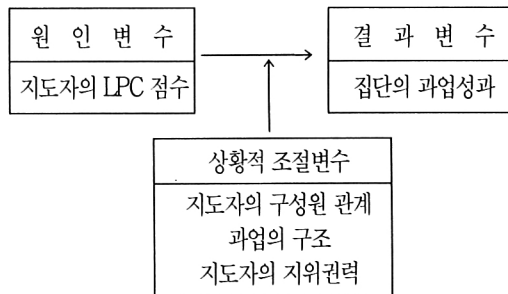 원 인 변 수
지도자의 LPC 점수
결 과 변 수
집단의 과업성과
상황적 조절변수
지도자의 구성원 관계
과업의 구조
지도자의 지위권력